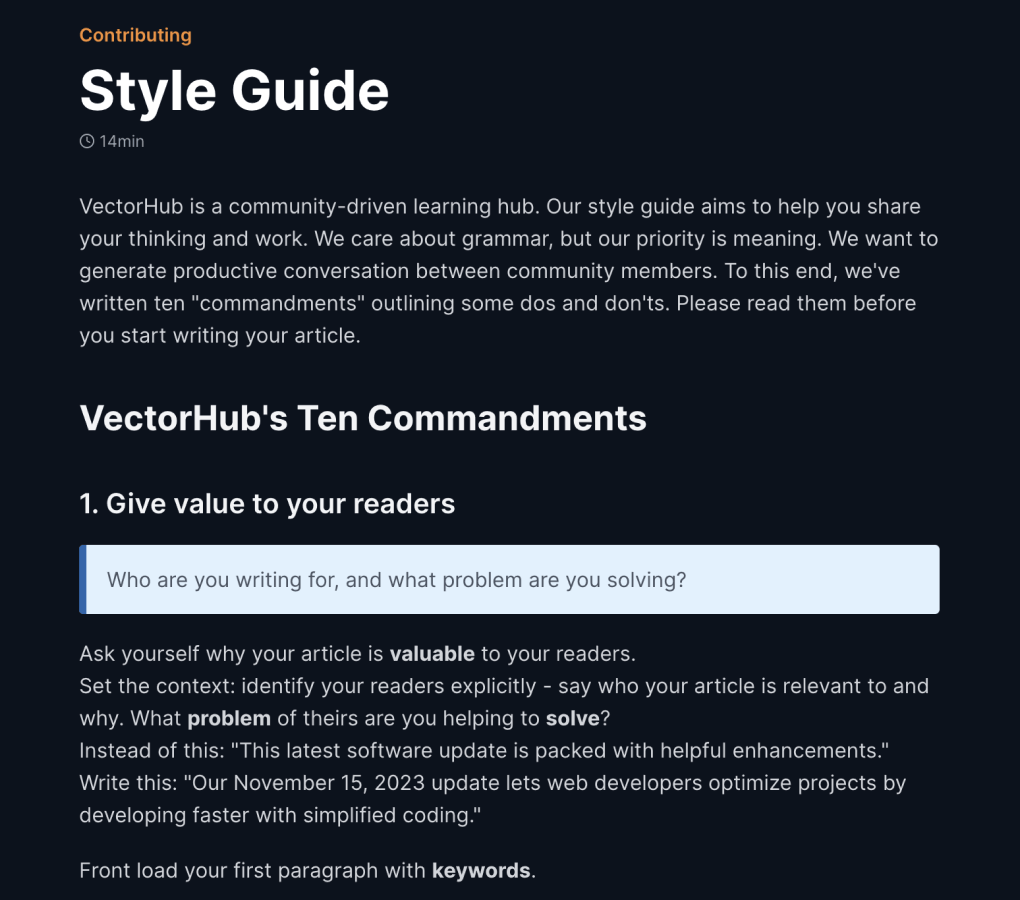 Contributing
Style Guide
14min
VectorHub is a community-driven learning hub. Our style guide aims to help you share
your thinking and work. We care about grammar, but our priority is meaning. We want to
generate productive conversation between community members. To this end, we've
written ten "commandments" outlining some dos and don'ts. Please read them before
you start writing your article.
VectorHub's Ten Commandments
1. Give value to your readers
Who are you writing for, and what problem are you solving?
Ask yourself why your article is valuable to your readers.
Set the context: identify your readers explicitly - say who your article is relevant to and
why. What problem of theirs are you helping to solve?
Instead of this: "This latest software update is packed with helpful enhancements."
Write this: "Our November 15, 2023 update lets web developers optimize projects by
developing faster with simplified coding."
Front load your first paragraph with keywords.